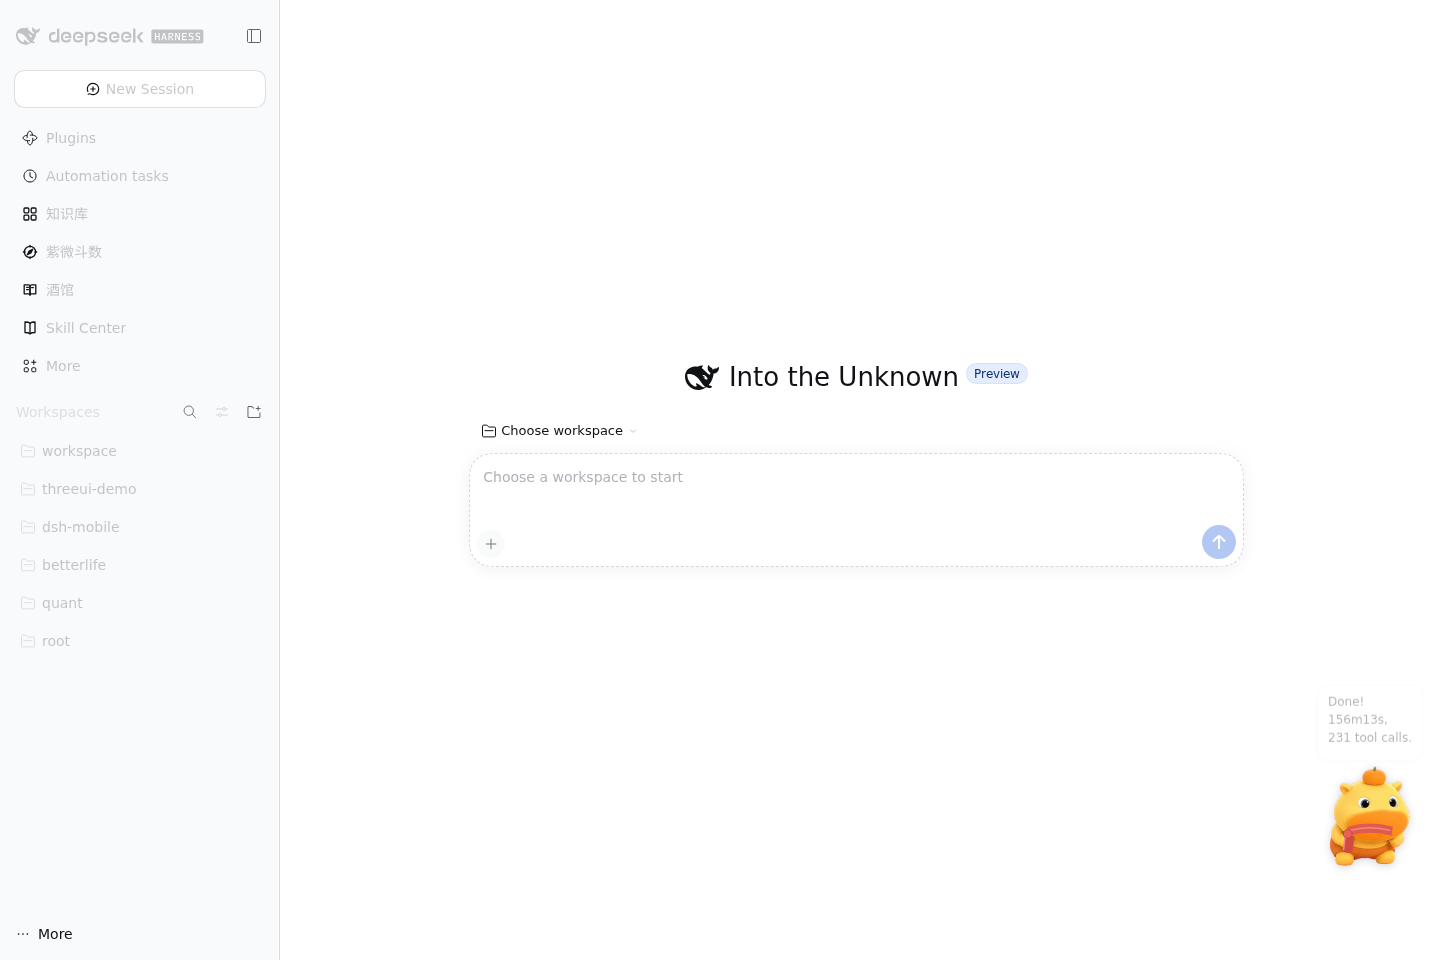 deepseek HARNESS
New Session
Plugins
Automation tasks
知识库
紫微斗数
酒馆
Skill Center
More
Workspaces
workspace
threeui-demo
dsh-mobile
betterlife
quant
root
More
Into the Unknown Preview
Choose workspace
Choose a workspace to start
Done!
156m13s,
231 tool calls.